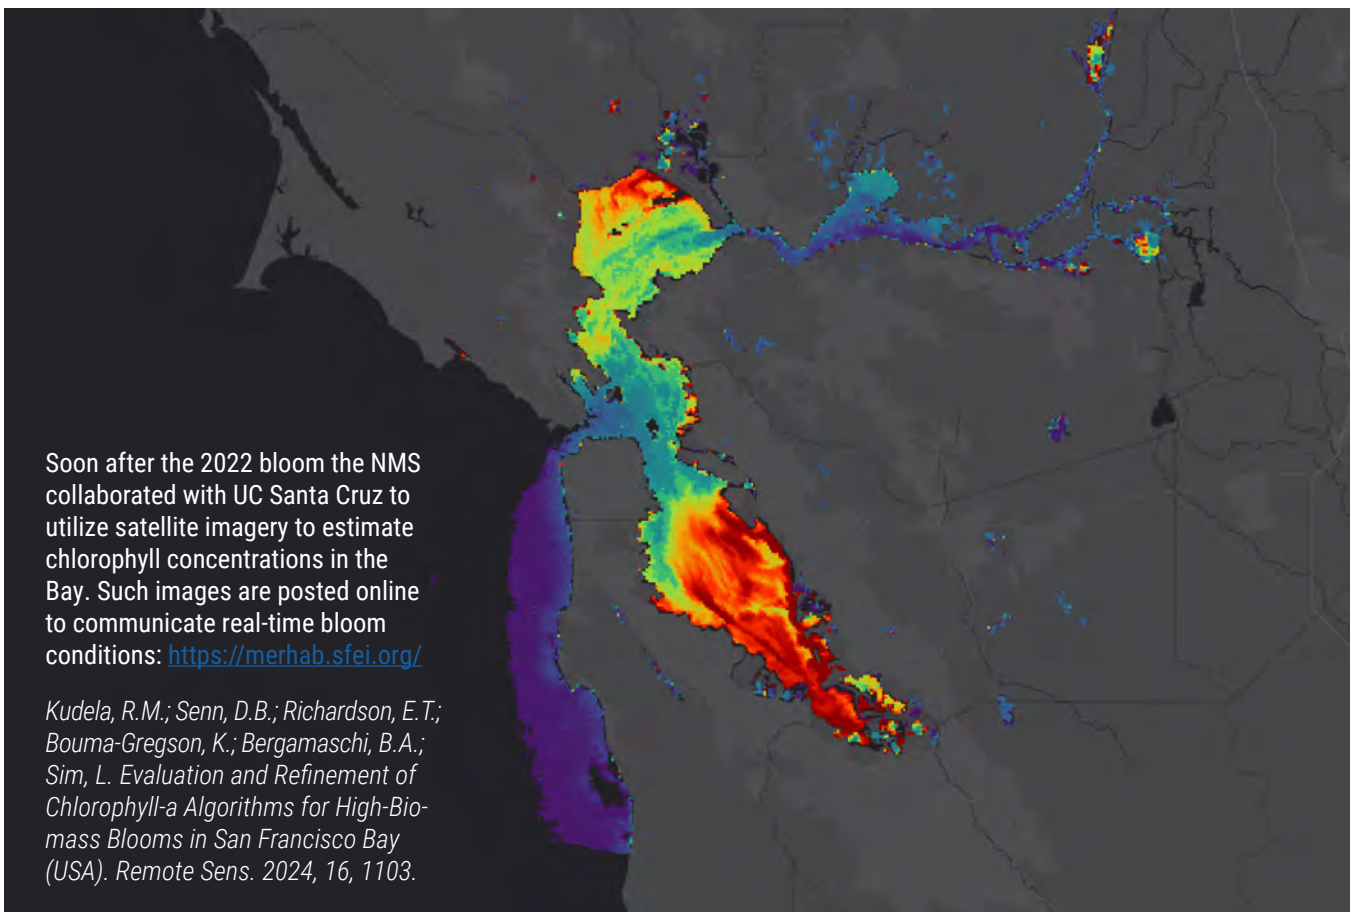 Soon after the 2022 bloom the NMS
collaborated with UC Santa Cruz to
utilize satellite imagery to estimate
chlorophyll concentrations in the
Bay. Such images are posted online
to communicate real-time bloom
conditions: https://merhab.sfei.org/
Kudela, R.M.; Senn, D.B.; Richardson, E.T.;
Bouma-Gregson, K.; Bergamaschi, B.A.;
Sim, L. Evaluation and Refinement of
Chlorophyll-a Algorithms for High-Bio-
mass Blooms in San Francisco Bay
(USA). Remote Sens. 2024, 16, 1103.